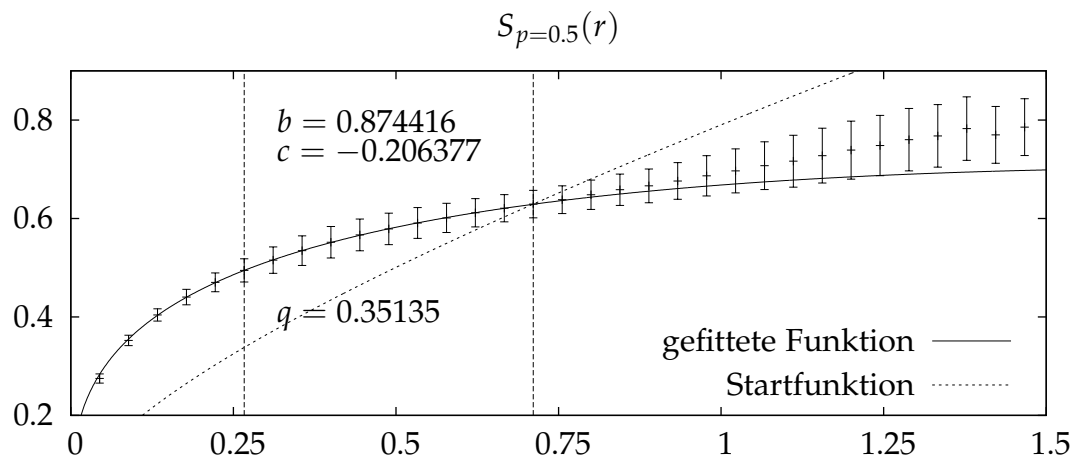 S_{p=0.5}(r)
0.8
0.6
0.4
0.2
b = 0.874416
c = −0.206377
q = 0.35135
gefittete Funktion
Startfunktion
0 0.25 0.5 0.75 1 1.25 1.5